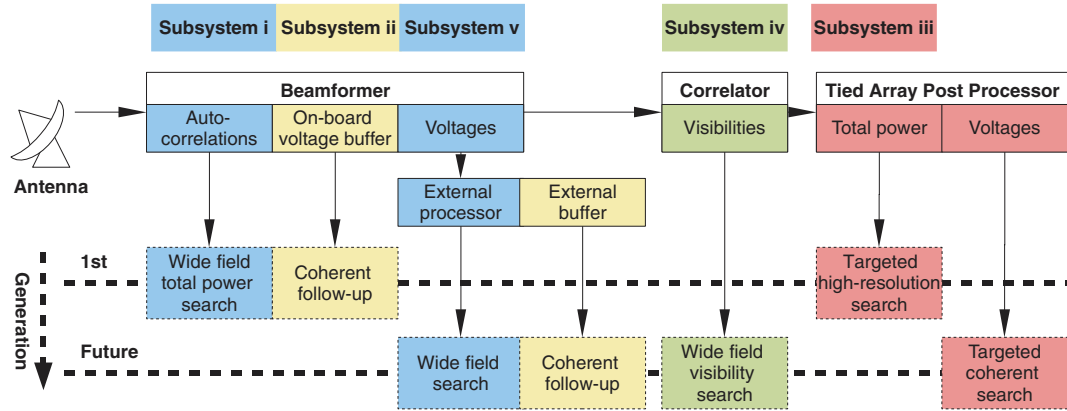 Subsystem i
Subsystem ii
Subsystem v
Subsystem iv
Subsystem iii
Beamformer
Correlator
Tied Array Post Processor
Auto-
correlations
On-board
voltage buffer
Voltages
Visibilities
Total power
Voltages
Antenna
External
processor
External
buffer
Generation
1st
Wide field
total power
search
Coherent
follow-up
Targeted
high-resolution
search
Future
Wide field
search
Coherent
follow-up
Wide field
visibility
search
Targeted
coherent
search